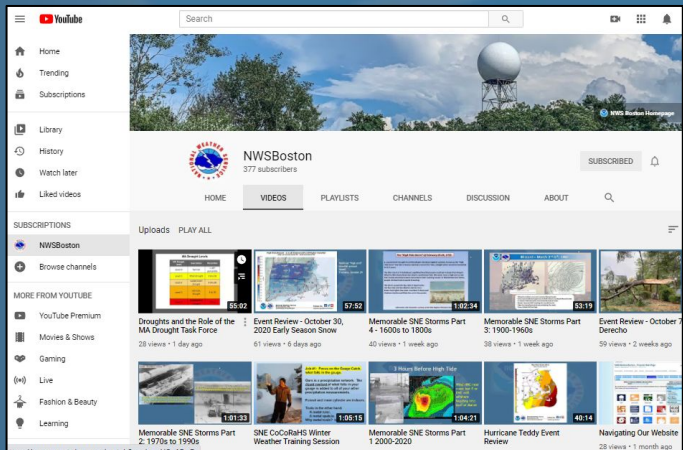 YouTube
Search
Home
Trending
Subscriptions
Library
History
Watch later
Liked videos
SUBSCRIPTIONS
NWSBoston
Browse channels
MORE FROM YOUTUBE
YouTube Premium
Movies & Shows
Gaming
Live
Fashion & Beauty
Learning
NWS Boston Homepage
NWSBoston
377 subscribers
SUBSCRIBED
HOME VIDEOS PLAYLISTS CHANNELS DISCUSSION ABOUT
Uploads PLAY ALL
55:02
Droughts and the Role of the
MA Drought Task Force
28 views • 1 day ago
57:52
Event Review - October 30,
2020 Early Season Snow
61 views • 6 days ago
1:02:34
Memorable SNE Storms Part
4 - 1600s to 1800s
40 views • 1 week ago
53:19
Memorable SNE Storms Part
3: 1900-1960s
38 views • 1 week ago
Event Review - October 7
Derecho
59 views • 2 weeks ago
1:01:33
Memorable SNE Storms Part
2: 1970s to 1990s
1:05:15
SNE CoCoRaHS Winter
Weather Training Session
3 Hours Before High Tide
1:04:21
Memorable SNE Storms Part
1 2000-2020
40:14
Hurricane Teddy Event
Review
Navigating Our Website
28 views • 1 month ago